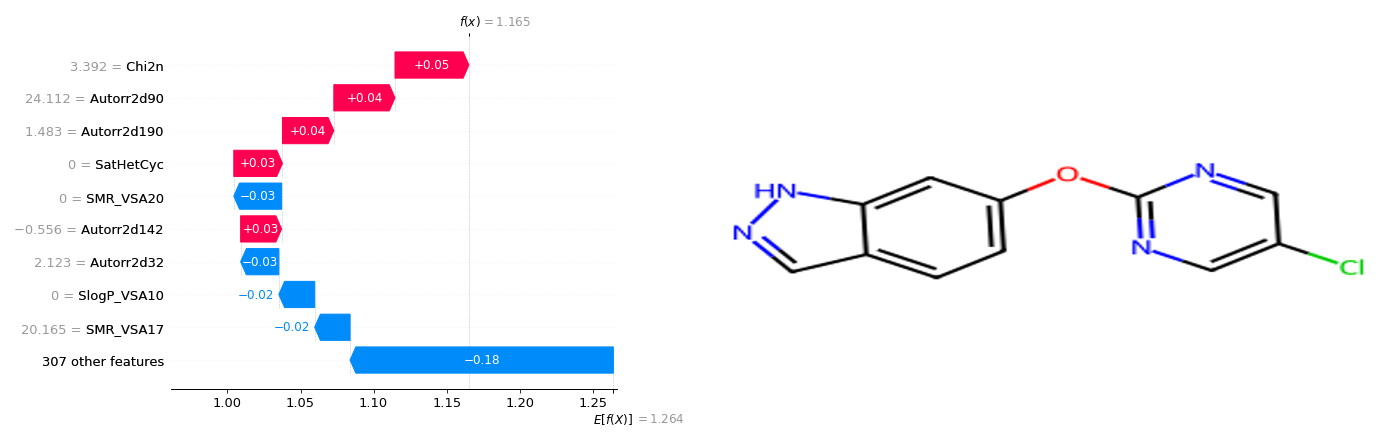 f(x) = 1.165
3.392 = Chi2n
+0.05
24.112 = Autorr2d90
+0.04
1.483 = Autorr2d190
+0.04
0 = SatHetCyc
+0.03
0 = SMR_VSA20
−0.03
−0.556 = Autorr2d142
+0.03
2.123 = Autorr2d32
−0.03
0 = SlogP_VSA10
−0.02
20.165 = SMR_VSA17
−0.02
307 other features
−0.18
1.00 1.05 1.10 1.15 1.20 1.25
E[f(X)] = 1.264
HN
N
O
N
N
Cl